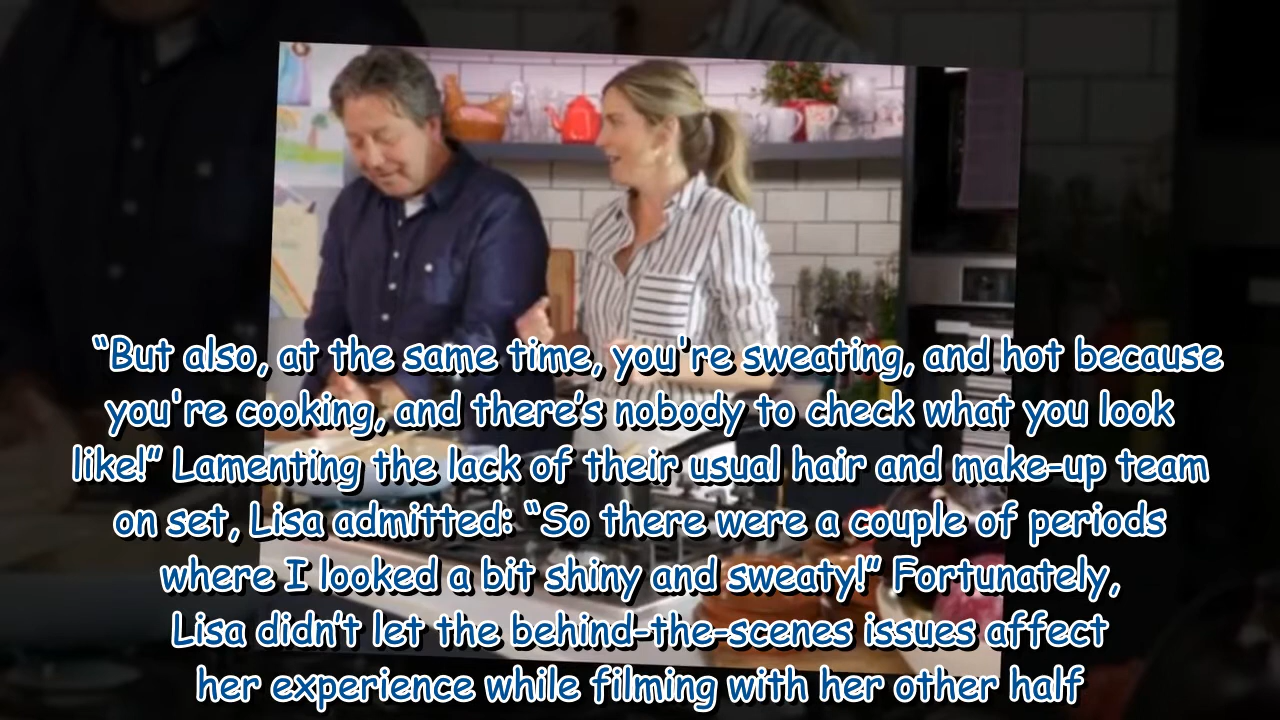 “But also, at the same time, you're sweating, and hot because
you're cooking, and there’s nobody to check what you look
like!” Lamenting the lack of their usual hair and make-up team
on set, Lisa admitted: “So there were a couple of periods
where I looked a bit shiny and sweaty!” Fortunately,
Lisa didn’t let the behind-the-scenes issues affect
her experience while filming with her other half